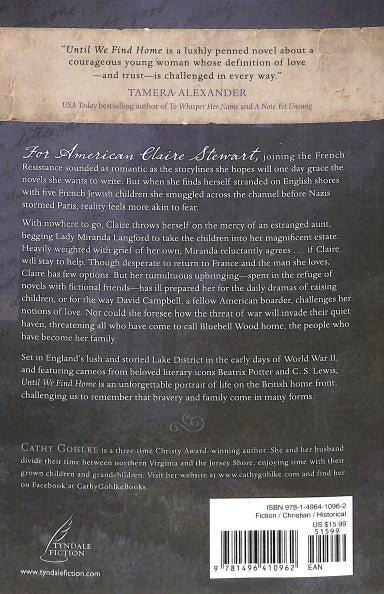 "Until We Find Home is a lushly penned novel about a
courageous young woman whose definition of love
—and trust—is challenged in every way."
TAMERA ALEXANDER
USA Today bestselling author of To Whisper Her Name and A Note Yet Unsung
For American Claire Stewart, joining the French
Resistance sounded as romantic as the storylines she hopes will one day grace the
novels she wants to write. But when she finds herself stranded on English shores
with five French Jewish children she smuggled across the channel before Nazis
stormed Paris, reality feels more akin to fear.
With nowhere to go, Claire throws herself on the mercy of an estranged aunt,
begging Lady Miranda Langford to take the children into her magnificent estate.
Heavily weighted with grief of her own, Miranda reluctantly agrees . . . if Claire
will stay to help. Though desperate to return to France and the man she loves,
Claire has few options. But her tumultuous upbringing—spent in the refuge of
novels with fictional friends—has ill prepared her for the daily dramas of raising
children, or for the way David Campbell, a fellow American boarder, challenges her
notions of love. Nor could she foresee how the threat of war will invade their quiet
haven, threatening all who have come to call Bluebell Wood home, the people who
have become her family.
Set in England's lush and storied Lake District in the early days of World War II,
and featuring cameos from beloved literary icons Beatrix Potter and C. S. Lewis,
Until We Find Home is an unforgettable portrait of life on the British home front,
challenging us to remember that bravery and family come in many forms.
CATHY GOHLKE is a three-time Christy Award–winning author. She and her husband
divide their time between northern Virginia and the Jersey Shore, enjoying time with their
grown children and grandchildren. Visit her website at www.cathygohlke.com and find her
on Facebook at CathyGohlkeBooks.
TYNDALE
FICTION
www.tyndalefiction.com
ISBN 978-1-4964-1096-2
Fiction / Christian / Historical
US $15.99
51599
9 781496 410962
EAN